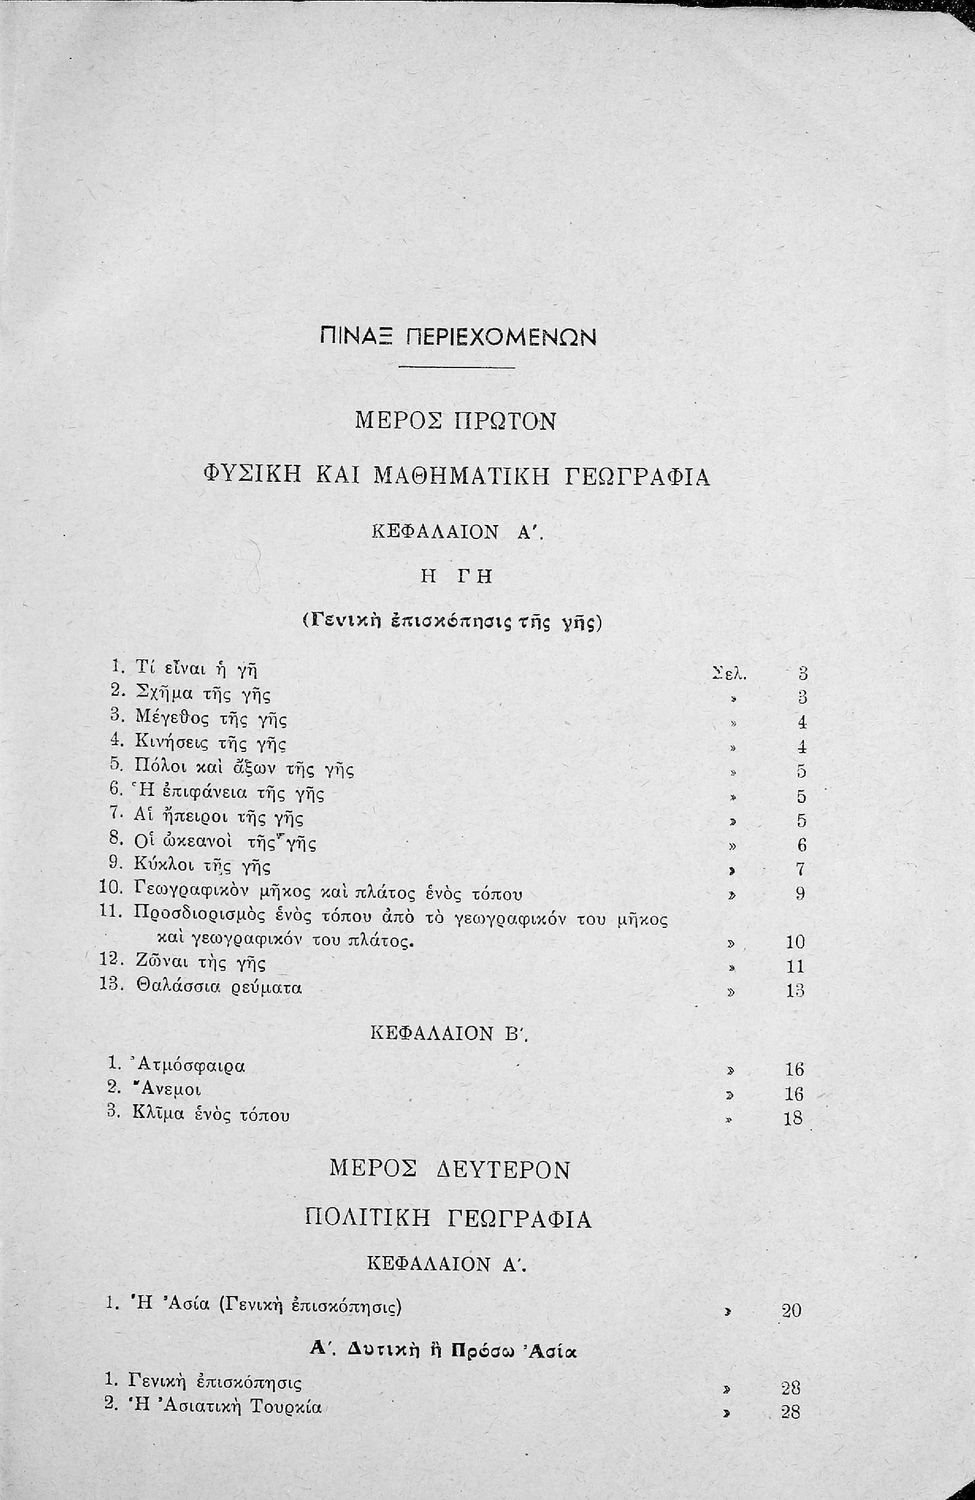 ΠΙΝΑΞ ΠΕΡΙΕΧΟΜΕΝΩΝ
ΜΕΡΟΣ ΠΡΩΤΟΝ
ΦΥΣΙΚΗ ΚΑΙ ΜΑΘΗΜΑΤΙΚΗ ΓΕΩΓΡΑΦΙΑ
ΚΕΦΑΛΑΙΟΝ Α′.
Η ΓΗ
(Γενικὴ ἐπισκόπησις τῆς γῆς)
1. Τί εἶναι ἡ γῆ Σελ. 3
2. Σχῆμα τῆς γῆς » 3
3. Μέγεθος τῆς γῆς » 4
4. Κινήσεις τῆς γῆς » 4
5. Πόλοι καὶ ἄξων τῆς γῆς » 5
6. Ἡ ἐπιφάνεια τῆς γῆς » 5
7. Αἱ ἤπειροι τῆς γῆς » 5
8. Οἱ ὠκεανοὶ τῆς γῆς » 6
9. Κύκλοι τῆς γῆς » 7
10. Γεωγραφικὸν μῆκος καὶ πλάτος ἑνὸς τόπου » 9
11. Προσδιορισμὸς ἑνὸς τόπου ἀπὸ τὸ γεωγραφικόν του μῆκος
καὶ γεωγραφικόν του πλάτος. » 10
12. Ζῶναι τῆς γῆς » 11
13. Θαλάσσια ρεύματα » 13
ΚΕΦΑΛΑΙΟΝ Β′.
1. Ἀτμόσφαιρα » 16
2. Ἄνεμοι » 16
3. Κλῖμα ἑνὸς τόπου » 18
ΜΕΡΟΣ ΔΕΥΤΕΡΟΝ
ΠΟΛΙΤΙΚΗ ΓΕΩΓΡΑΦΙΑ
ΚΕΦΑΛΑΙΟΝ Α′.
1. Ἡ Ἀσία (Γενικὴ ἐπισκόπησις) » 20
Α′. Δυτικὴ ἢ Πρόσω Ἀσία
1. Γενικὴ ἐπισκόπησις » 28
2. Ἡ Ἀσιατικὴ Τουρκία » 28